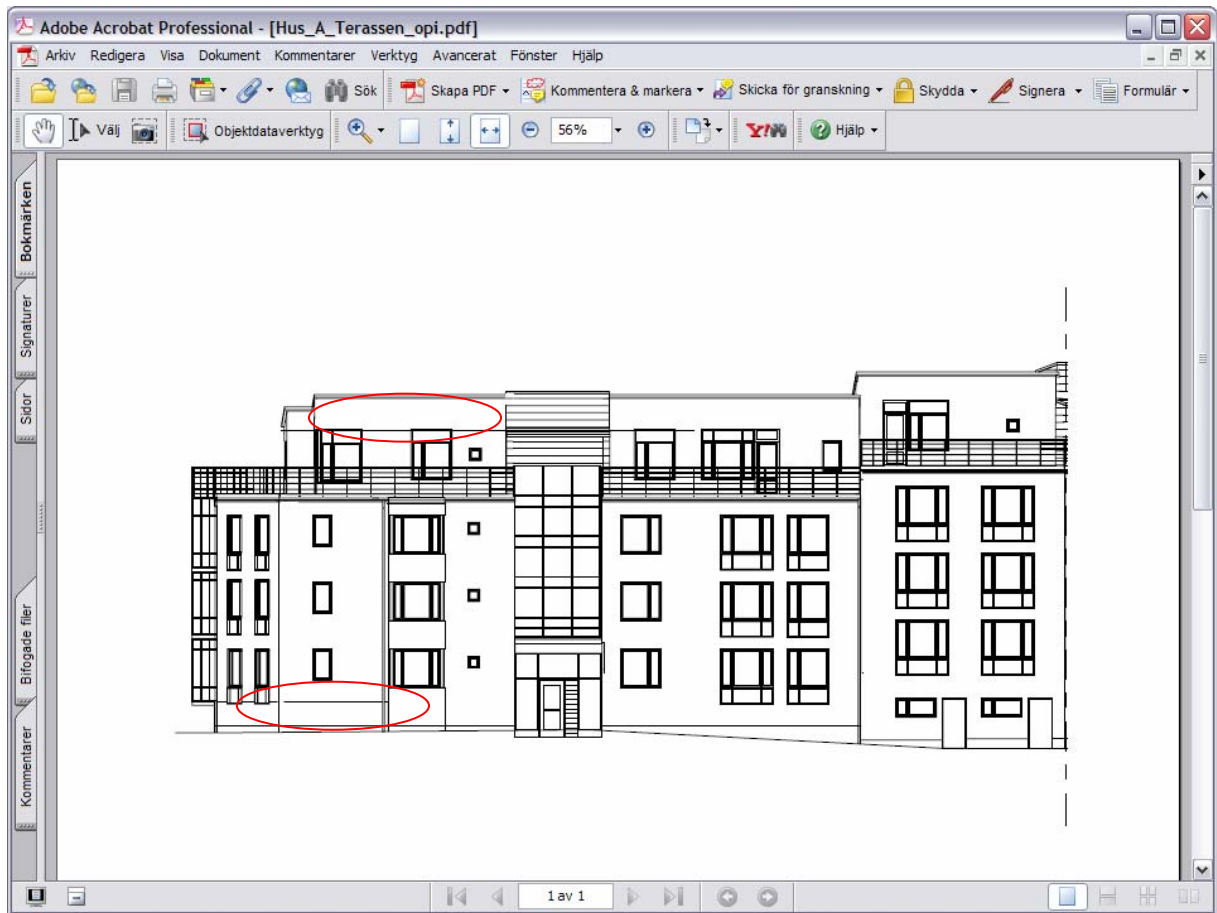 Adobe Acrobat Professional - [Hus_A_Terassen_opi.pdf]
Arkiv Redigera Visa Dokument Kommentarer Verktyg Avancerat Fönster Hjälp
Sök Skapa PDF Kommentera & markera Skicka för granskning Skydda Signera Formulär
Välj Objektdataverktyg 56% Y! Hjälp
Bokmärken
Signaturer
Sidor
Bifogade filer
Kommentarer
1 av 1